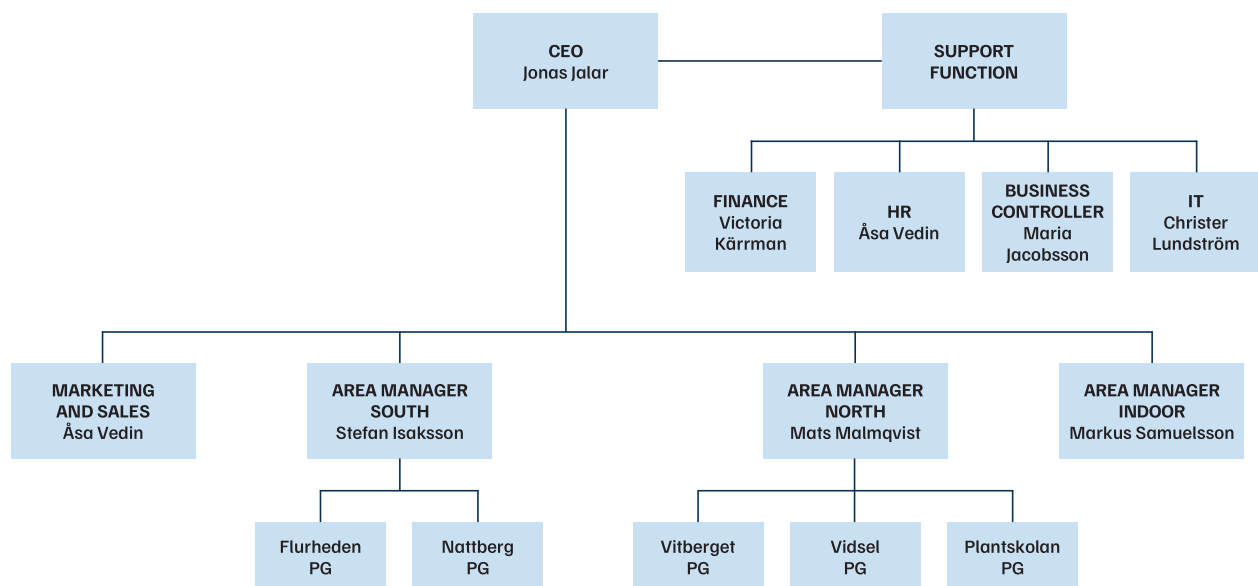 CEO
Jonas Jalar
SUPPORT
FUNCTION
FINANCE
Victoria
Kärrman
HR
Åsa Vedin
BUSINESS
CONTROLLER
Maria
Jacobsson
IT
Christer
Lundström
MARKETING
AND SALES
Åsa Vedin
AREA MANAGER
SOUTH
Stefan Isaksson
AREA MANAGER
NORTH
Mats Malmqvist
AREA MANAGER
INDOOR
Markus Samuelsson
Flurheden
PG
Nattberg
PG
Vitberget
PG
Vidsel
PG
Plantskolan
PG